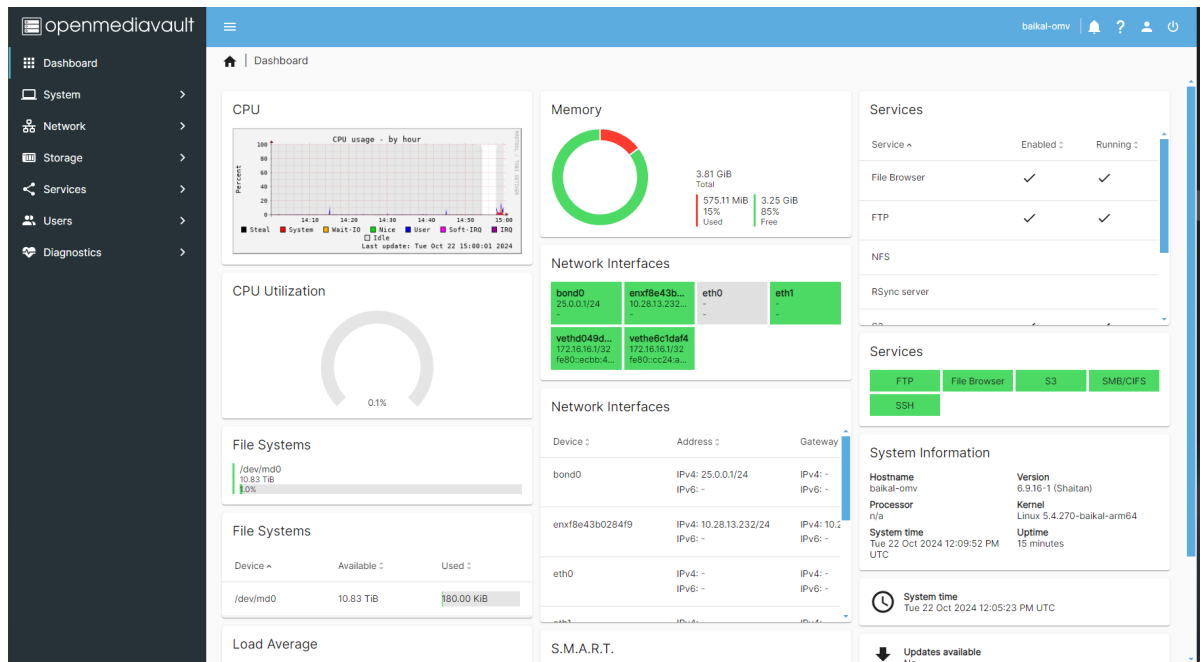 openmediavault
baikal-omv
Dashboard
System
Network
Storage
Services
Users
Diagnostics
Dashboard
CPU
CPU usage - by hour
Percent
100
80
60
40
20
0
14:10 14:20 14:30 14:40 14:50 15:00
Steal System Wait-IO Nice User Soft-IRQ IRQ
Idle
Last update: Tue Oct 22 15:00:01 2024
CPU Utilization
0.1%
File Systems
/dev/md0
10.83 TiB
1.0%
File Systems
Device Available Used
/dev/md0 10.83 TiB 180.00 KiB
Load Average
Memory
3.81 GiB
Total
575.11 MiB 3.25 GiB
15% 85%
Used Free
Network Interfaces
bond0 enxf8e43b... eth0 eth1
25.0.0.1/24 10.28.13.232... - -
- - - -
vethd049d... vethe6c1daf4
172.16.16.1/32 172.16.16.1/32
fe80::ecbb:4... fe80::cc24:a...
Network Interfaces
Device Address Gateway
bond0 IPv4: 25.0.0.1/24 IPv4: -
IPv6: - IPv6: -
enxf8e43b0284f9 IPv4: 10.28.13.232/24 IPv4: 10.2
IPv6: - IPv6: -
eth0 IPv4: - IPv4: -
IPv6: - IPv6: -
S.M.A.R.T.
Services
Service Enabled Running
File Browser
FTP
NFS
RSync server
Services
FTP File Browser S3 SMB/CIFS
SSH
System Information
Hostname Version
baikal-omv 6.9.16-1 (Shaitan)
Processor Kernel
n/a Linux 5.4.270-baikal-arm64
System time Uptime
Tue 22 Oct 2024 12:09:52 PM 15 minutes
UTC
System time
Tue 22 Oct 2024 12:05:23 PM UTC
Updates available